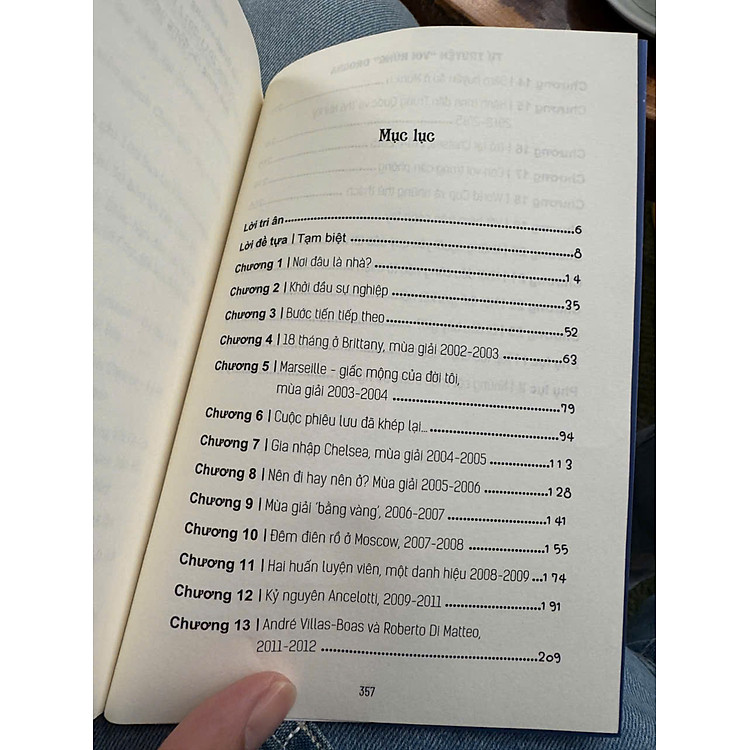 Mục lục
Lời tri ân 6
Lời đề tựa | Tạm biệt 8
Chương 1 | Nơi đâu là nhà? 14
Chương 2 | Khởi đầu sự nghiệp 35
Chương 3 | Bước tiến tiếp theo 52
Chương 4 | 18 tháng ở Brittany, mùa giải 2002-2003 63
Chương 5 | Marseille - giấc mộng của đời tôi,
mùa giải 2003-2004 79
Chương 6 | Cuộc phiêu lưu đã khép lại... 94
Chương 7 | Gia nhập Chelsea, mùa giải 2004-2005 113
Chương 8 | Nên đi hay nên ở? Mùa giải 2005-2006 128
Chương 9 | Mùa giải ‘bằng vàng’, 2006-2007 141
Chương 10 | Đêm điên rồ ở Moscow, 2007-2008 155
Chương 11 | Hai huấn luyện viên, một danh hiệu 2008-2009 174
Chương 12 | Kỷ nguyên Ancelotti, 2009-2011 191
Chương 13 | André Villas-Boas và Roberto Di Matteo,
2011-2012 209
357